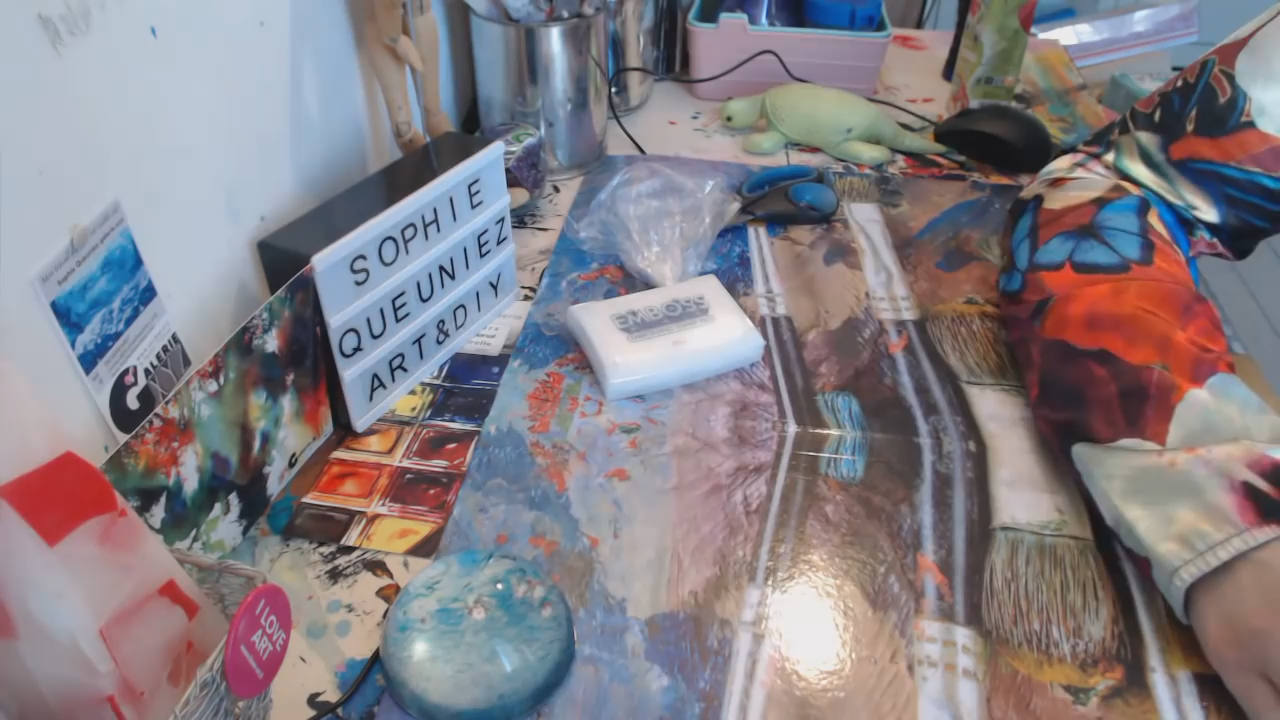 SOPHIE
QUEUNIEZ
ART&DIY
EMBOSS
GALERIE
I LOVE
ART